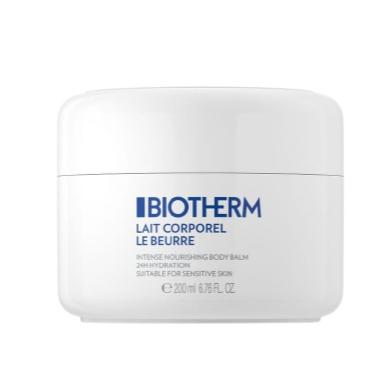 BIOTHERM
LAIT CORPOREL
LE BEURRE
INTENSE NOURISHING BODY BALM
24H HYDRATION
SUITABLE FOR SENSITIVE SKIN
℮ 200 ml 6.76 FL. OZ.